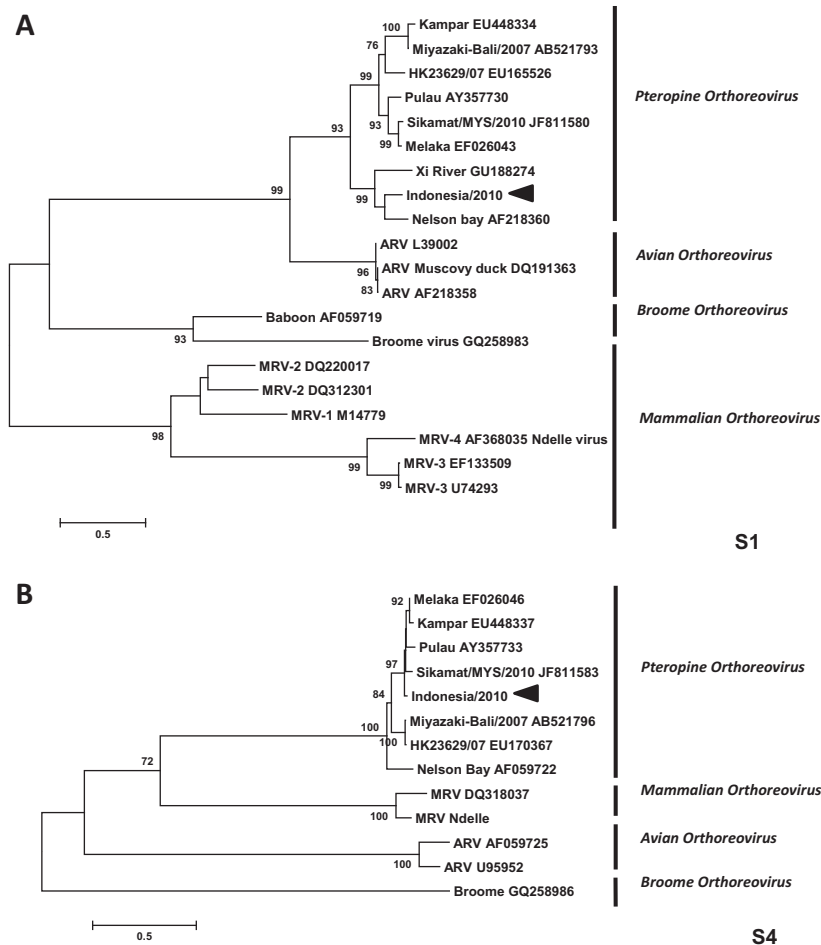 A
100
Kampar EU448334
76
Miyazaki-Bali/2007 AB521793
HK23629/07 EU165526
99
Pulau AY357730
Pteropine Orthoreovirus
93
93
Sikamat/MYS/2010 JF811580
99
Melaka EF026043
Xi River GU188274
99
99
Indonesia/2010
Nelson bay AF218360
ARV L39002
96
ARV Muscovy duck DQ191363
Avian Orthoreovirus
83
ARV AF218358
Baboon AF059719
Broome Orthoreovirus
93
Broome virus GQ258983
MRV-2 DQ220017
MRV-2 DQ312301
MRV-1 M14779
Mammalian Orthoreovirus
98
MRV-4 AF368035 Ndelle virus
99
MRV-3 EF133509
99
MRV-3 U74293
0.5
S1
B
92
Melaka EF026046
Kampar EU448337
Pulau AY357733
97
Sikamat/MYS/2010 JF811583
Pteropine Orthoreovirus
84
Indonesia/2010
100
Miyazaki-Bali/2007 AB521796
100
HK23629/07 EU170367
72
Nelson Bay AF059722
MRV DQ318037
Mammalian Orthoreovirus
100
MRV Ndelle
ARV AF059725
Avian Orthoreovirus
100
ARV U95952
Broome GQ258986
Broome Orthoreovirus
0.5
S4